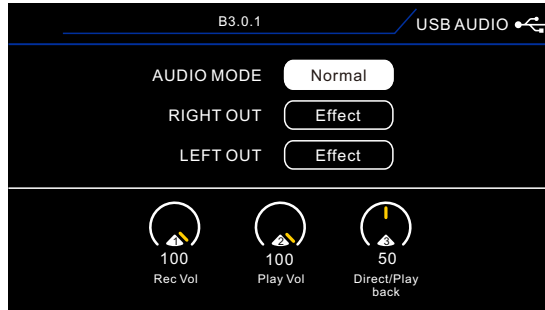 B3.0.1
USB AUDIO
AUDIO MODE Normal
RIGHT OUT Effect
LEFT OUT Effect
1 2 3
100 100 50
Rec Vol Play Vol Direct/Play
back